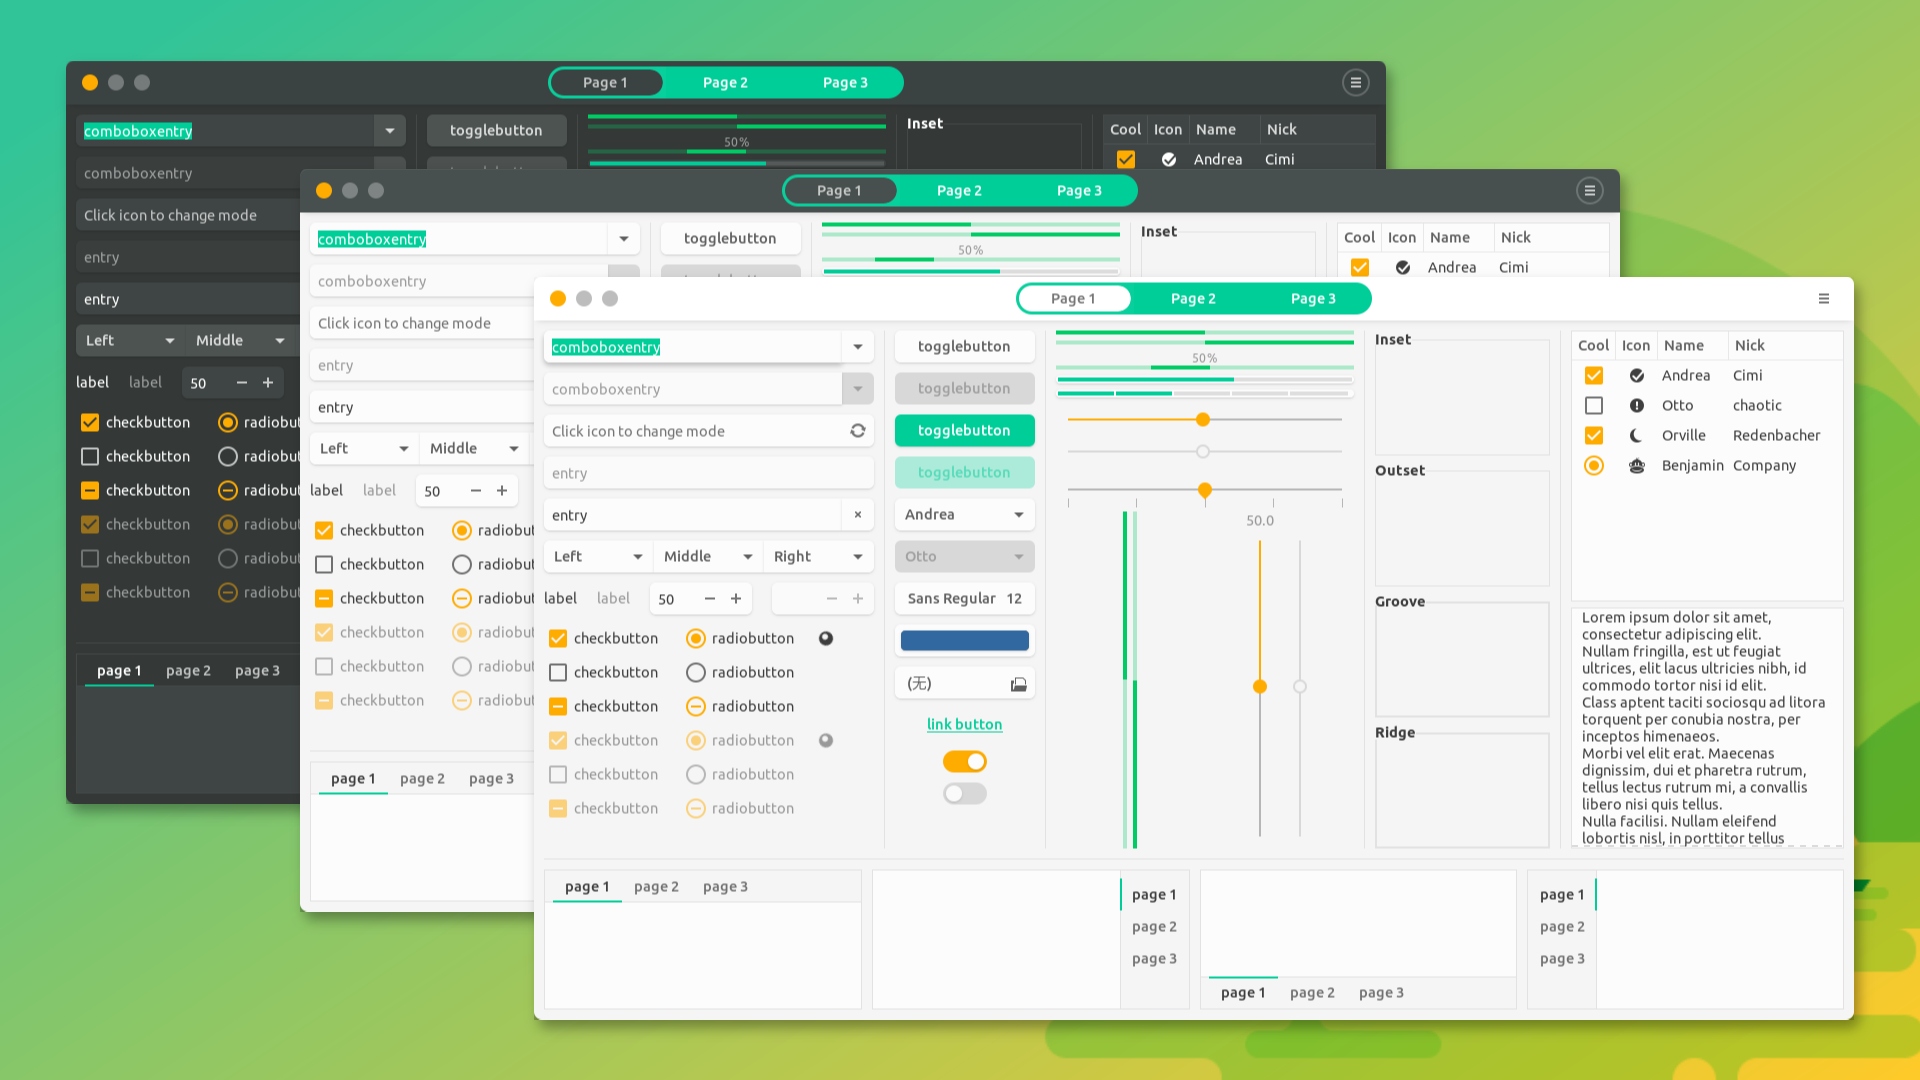 Page 1 Page 2 Page 3
comboboxentry togglebutton 50% Inset Cool Icon Name Nick
Andrea Cimi
comboboxentry
Click icon to change mode
entry
entry
Left Middle
label label 50
checkbutton
checkbutton
checkbutton
checkbutton
checkbutton
checkbutton
page 1 page 2 page 3
Page 1 Page 2 Page 3
comboboxentry togglebutton 50% Inset Cool Icon Name Nick
Andrea Cimi
comboboxentry
Click icon to change mode
entry
entry
Left Middle
label label 50
checkbutton
checkbutton
checkbutton
checkbutton
checkbutton
checkbutton
page 1 page 2 page 3
Page 1 Page 2 Page 3
comboboxentry
comboboxentry
Click icon to change mode
entry
entry
Left Middle Right
label label 50
checkbutton radiobutton
checkbutton radiobutton
checkbutton radiobutton
checkbutton radiobutton
checkbutton radiobutton
checkbutton radiobutton
togglebutton
togglebutton
togglebutton
togglebutton
Andrea
Otto
Sans Regular 12
(无)
link button
50%
50.0
Inset
Outset
Groove
Ridge
Cool Icon Name Nick
Andrea Cimi
Otto chaotic
Orville Redenbacher
Benjamin Company
Lorem ipsum dolor sit amet,
consectetur adipiscing elit.
Nullam fringilla, est ut feugiat
ultrices, elit lacus ultricies nibh, id
commodo tortor nisi id elit.
Class aptent taciti sociosqu ad litora
torquent per conubia nostra, per
inceptos himenaeos.
Morbi vel elit erat. Maecenas
dignissim, dui et pharetra rutrum,
tellus lectus rutrum mi, a convallis
libero nisi quis tellus.
Nulla facilisi. Nullam eleifend
lobortis nisl, in porttitor tellus
page 1 page 2 page 3
page 1
page 2
page 3
page 1 page 2 page 3
page 1
page 2
page 3